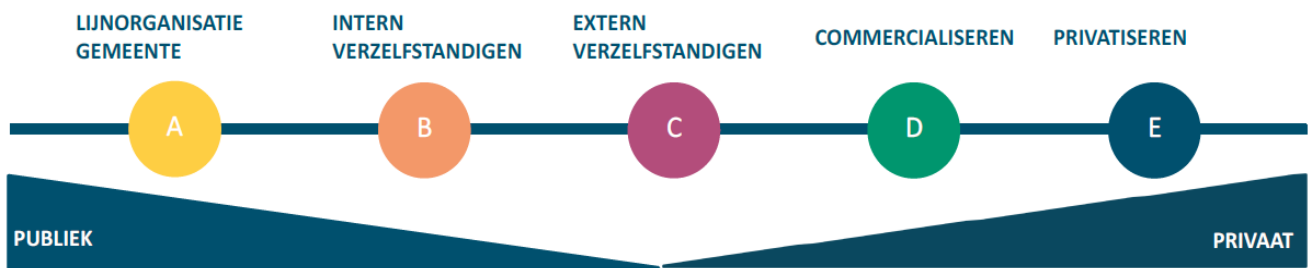 LIJNORGANISATIE
GEMEENTE
INTERN
VERZELFSTANDIGEN
EXTERN
VERZELFSTANDIGEN
COMMERCIALISEREN
PRIVATISEREN
A
B
C
D
E
PUBLIEK
PRIVAAT